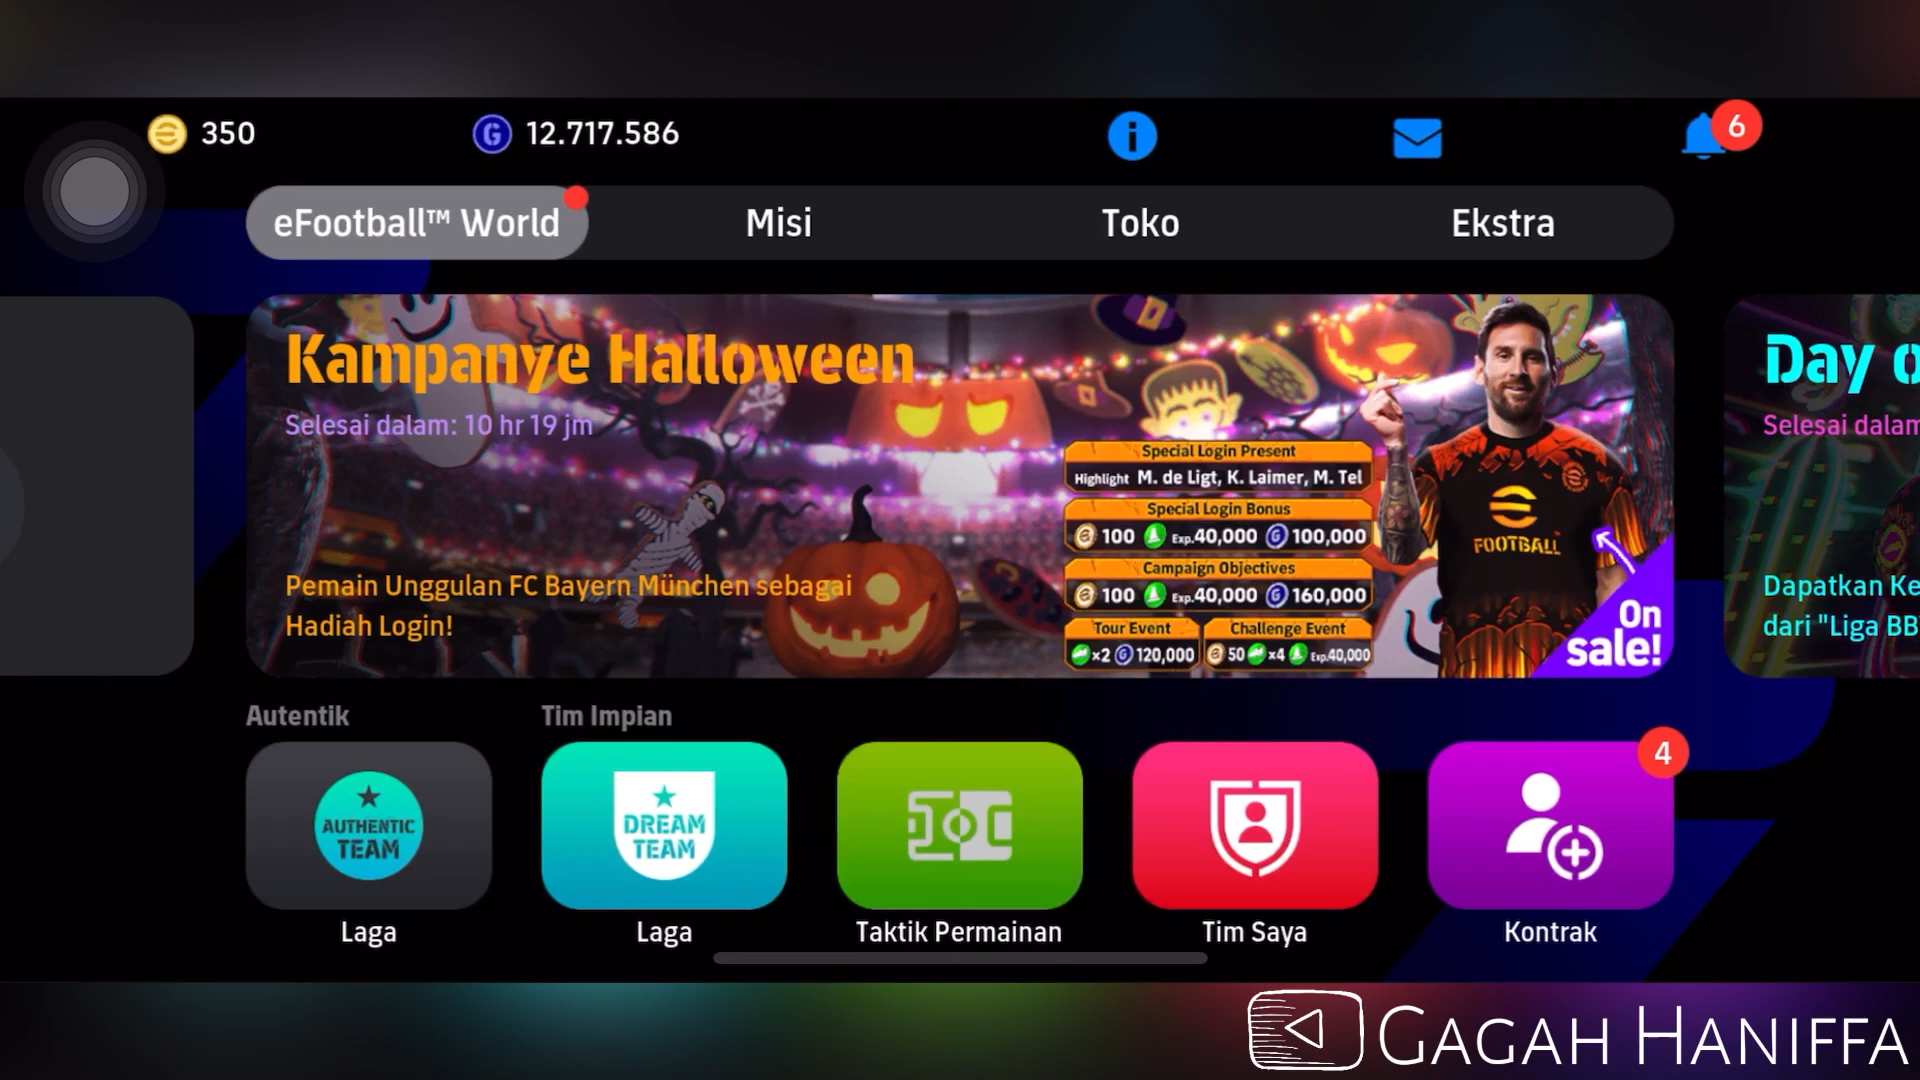 350
12.717.586
6
eFootball™ World
Misi
Toko
Ekstra
Kampanye Halloween
Selesai dalam: 10 hr 19 jm
Pemain Unggulan FC Bayern München sebagai
Hadiah Login!
Special Login Present
Highlight M. de Ligt, K. Laimer, M. Tel
Special Login Bonus
100 Exp.40,000 100,000
Campaign Objectives
100 Exp.40,000 160,000
Tour Event
×2 120,000
Challenge Event
50 ×4 Exp.40,000
FOOTBALL
On
sale!
Day o
Selesai dalam
Dapatkan Ke
dari "Liga BB
Autentik
Tim Impian
AUTHENTIC
TEAM
Laga
DREAM
TEAM
Laga
Taktik Permainan
Tim Saya
4
Kontrak
GAGAH HANIFFA